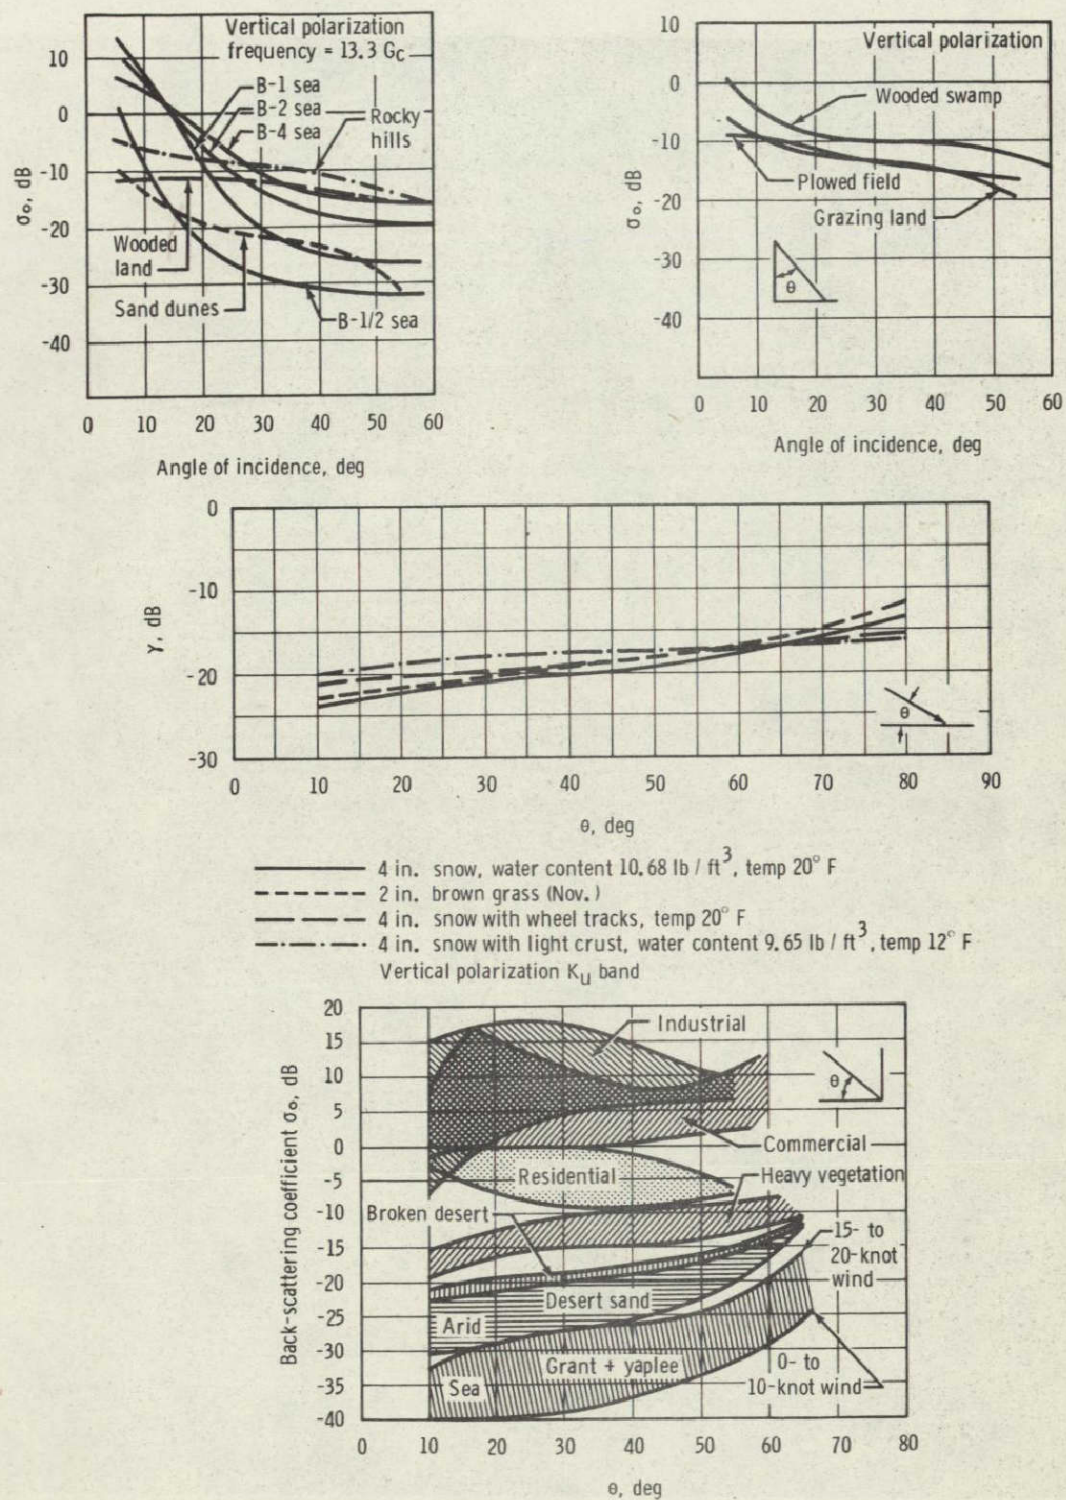 Vertical polarization
frequency = 13.3 Gc
B-1 sea
B-2 sea
B-4 sea
Rocky
hills
Wooded
land
Sand dunes
B-1/2 sea
σo, dB
10
0
-10
-20
-30
-40
0 10 20 30 40 50 60
Angle of incidence, deg
Vertical polarization
Wooded swamp
Plowed field
Grazing land
θ
σo, dB
10
0
-10
-20
-30
-40
0 10 20 30 40 50 60
Angle of incidence, deg
γ, dB
0
-10
-20
-30
θ
0 10 20 30 40 50 60 70 80 90
θ, deg
4 in. snow, water content 10.68 lb / ft³, temp 20° F
2 in. brown grass (Nov.)
4 in. snow with wheel tracks, temp 20° F
4 in. snow with light crust, water content 9.65 lb / ft³, temp 12° F
Vertical polarization Ku band
Back-scattering coefficient σo, dB
20
15
10
5
0
-5
-10
-15
-20
-25
-30
-35
-40
Industrial
θ
Commercial
Residential
Heavy vegetation
Broken desert
15- to
20-knot
wind
Desert sand
Arid
Grant + yaplee
Sea
0- to
10-knot wind
0 10 20 30 40 50 60 70 80
θ, deg